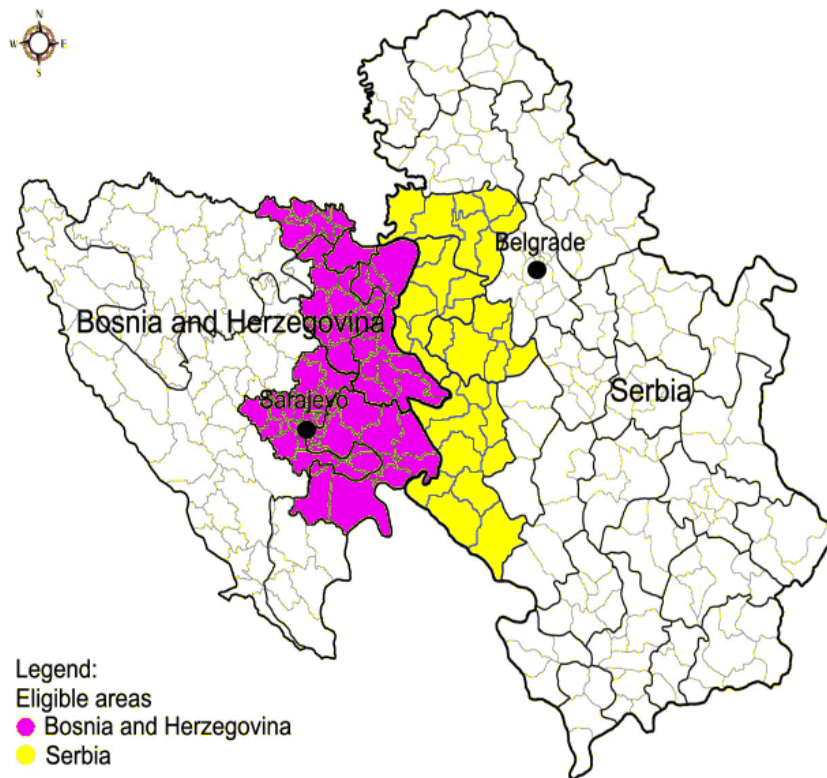 N
W E
S
Belgrade
Bosnia and Herzegovina
Serbia
Sarajevo
Legend:
Eligible areas
Bosnia and Herzegovina
Serbia